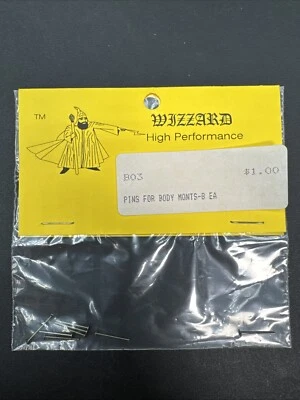 TM
WIZZARD
High Performance
B03 $1.00
PINS FOR BODY MONTS-8 EA